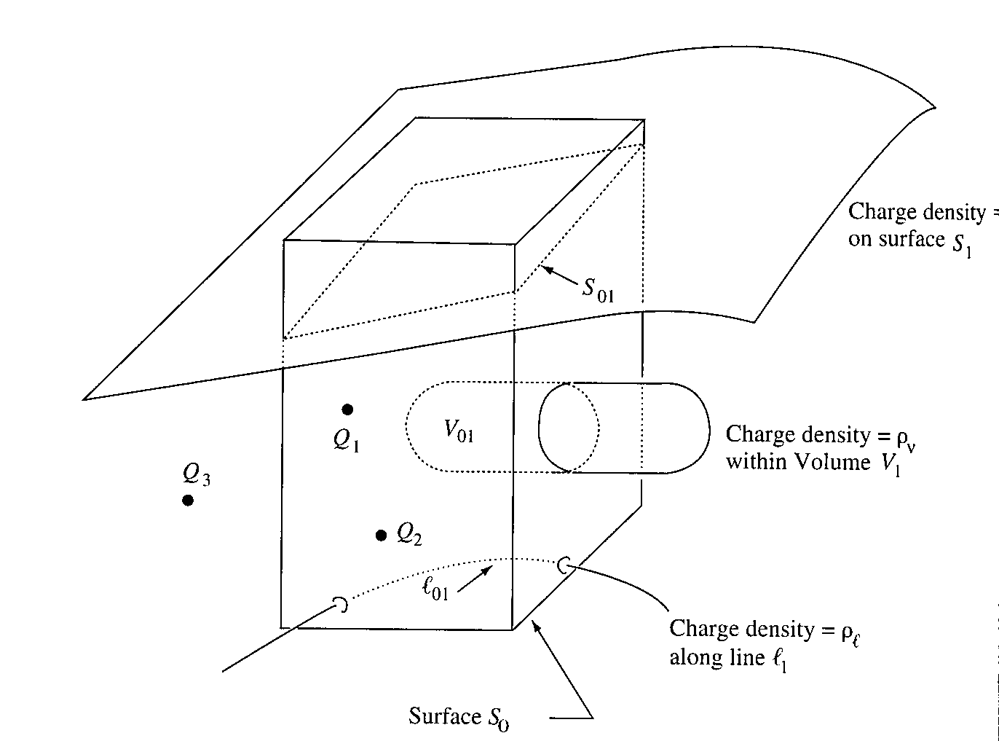 Charge density =
on surface S₁
S₀₁
Q₁
V₀₁
Charge density = ρᵥ
within Volume V₁
Q₃
Q₂
ℓ₀₁
Charge density = ρ_ℓ
along line ℓ₁
Surface S₀